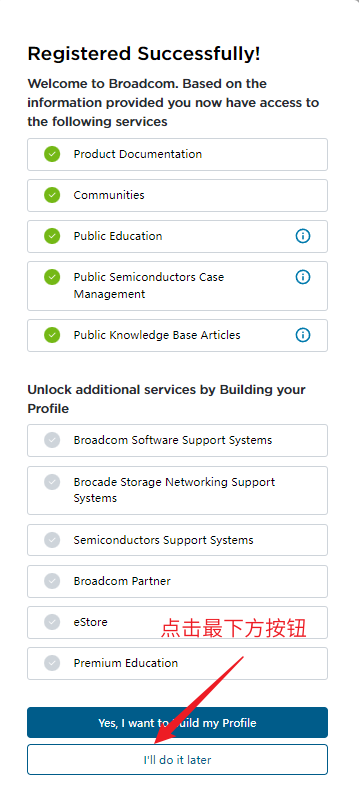 Registered Successfully!
Welcome to Broadcom. Based on the
information provided you now have access to
the following services
Product Documentation
Communities
Public Education
Public Semiconductors Case
Management
Public Knowledge Base Articles
Unlock additional services by Building your
Profile
Broadcom Software Support Systems
Brocade Storage Networking Support
Systems
Semiconductors Support Systems
Broadcom Partner
eStore
点击最下方按钮
Premium Education
Yes, I want to build my Profile
I'll do it later